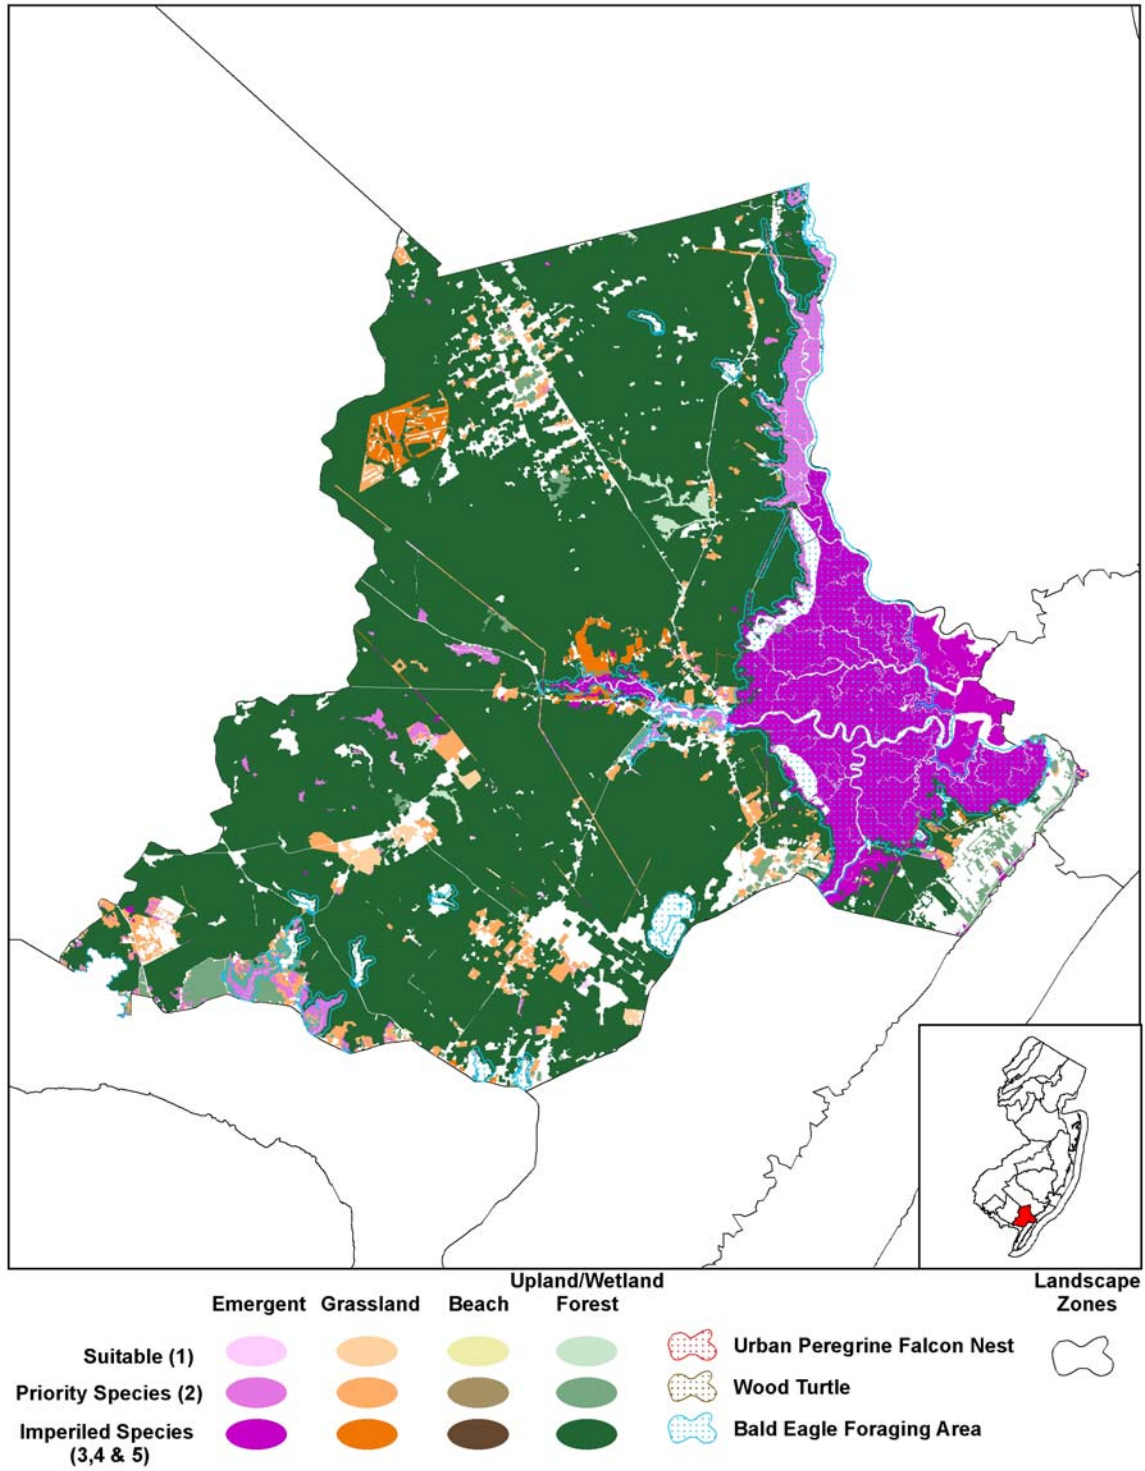 Upland/Wetland
Landscape
Emergent Grassland Beach Forest Zones
Suitable (1)
Urban Peregrine Falcon Nest
Priority Species (2)
Wood Turtle
Imperiled Species
(3,4 & 5)
Bald Eagle Foraging Area